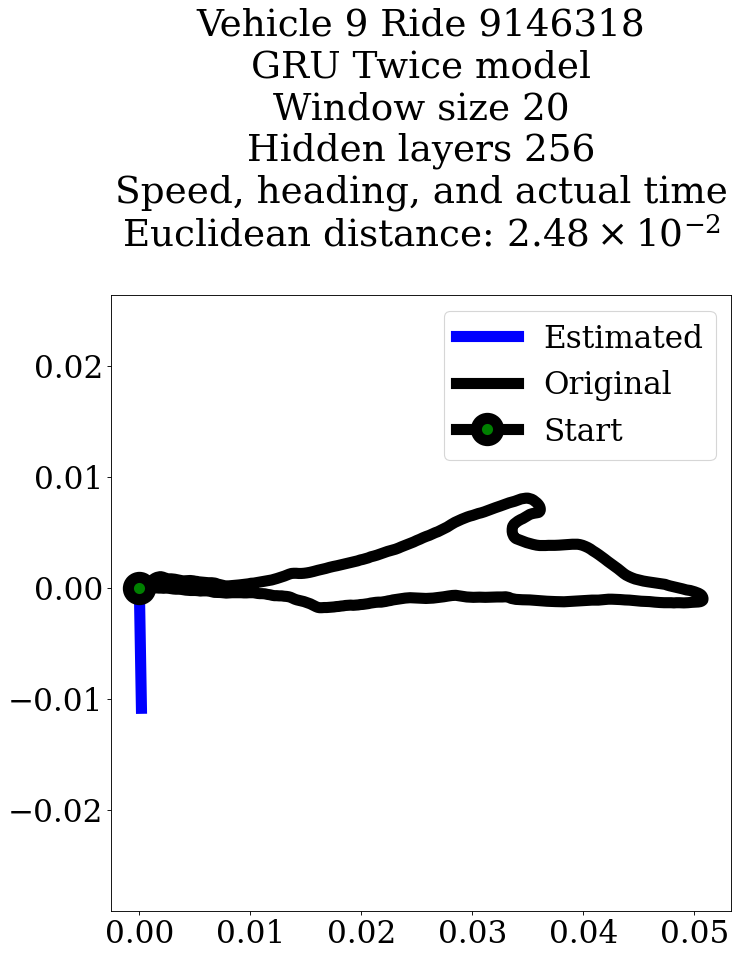 Vehicle 9 Ride 9146318
GRU Twice model
Window size 20
Hidden layers 256
Speed, heading, and actual time
Euclidean distance: 2.48 × 10⁻²
Estimated
Original
Start
0.02
0.01
0.00
−0.01
−0.02
0.00 0.01 0.02 0.03 0.04 0.05